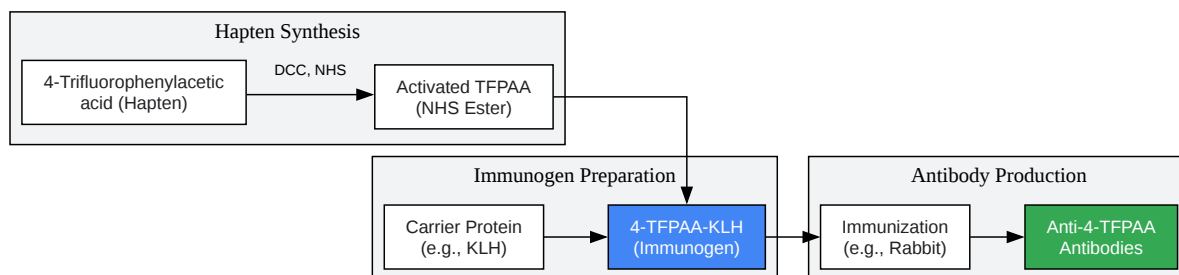 Hapten Synthesis
4-Trifluorophenylacetic
acid (Hapten)
DCC, NHS
Activated TFPAA
(NHS Ester)
Immunogen Preparation
Carrier Protein
(e.g., KLH)
4-TFPAA-KLH
(Immunogen)
Antibody Production
Immunization
(e.g., Rabbit)
Anti-4-TFPAA
Antibodies